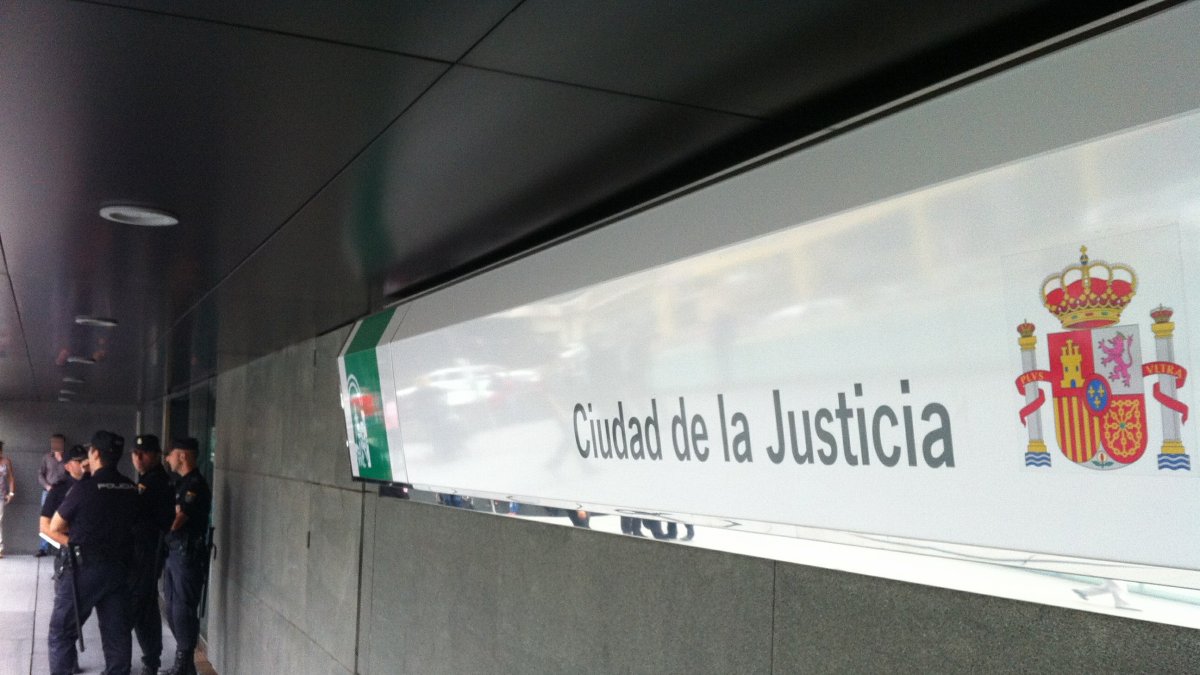 Ciudad de la Justicia
PLVS VLTRA
POLICIA